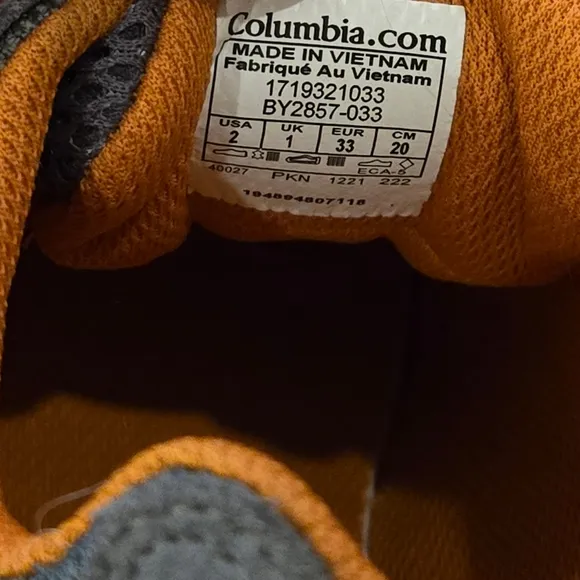 Columbia.com
MADE IN VIETNAM
Fabriqué Au Vietnam
1719321033
BY2857-033
USA UK EUR CM
2 1 33 20
ECA-5
40027 PKN 1221 222
194894807118